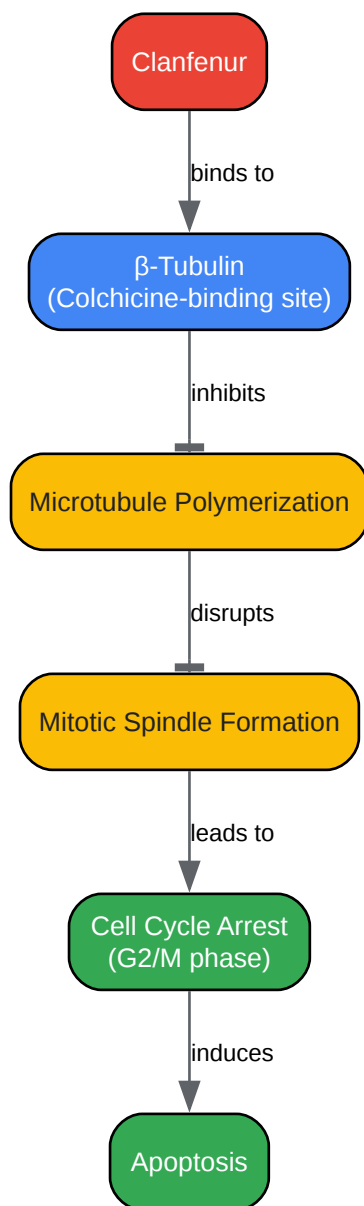 Clanfenur
binds to
β-Tubulin
(Colchicine-binding site)
inhibits
Microtubule Polymerization
disrupts
Mitotic Spindle Formation
leads to
Cell Cycle Arrest
(G2/M phase)
induces
Apoptosis